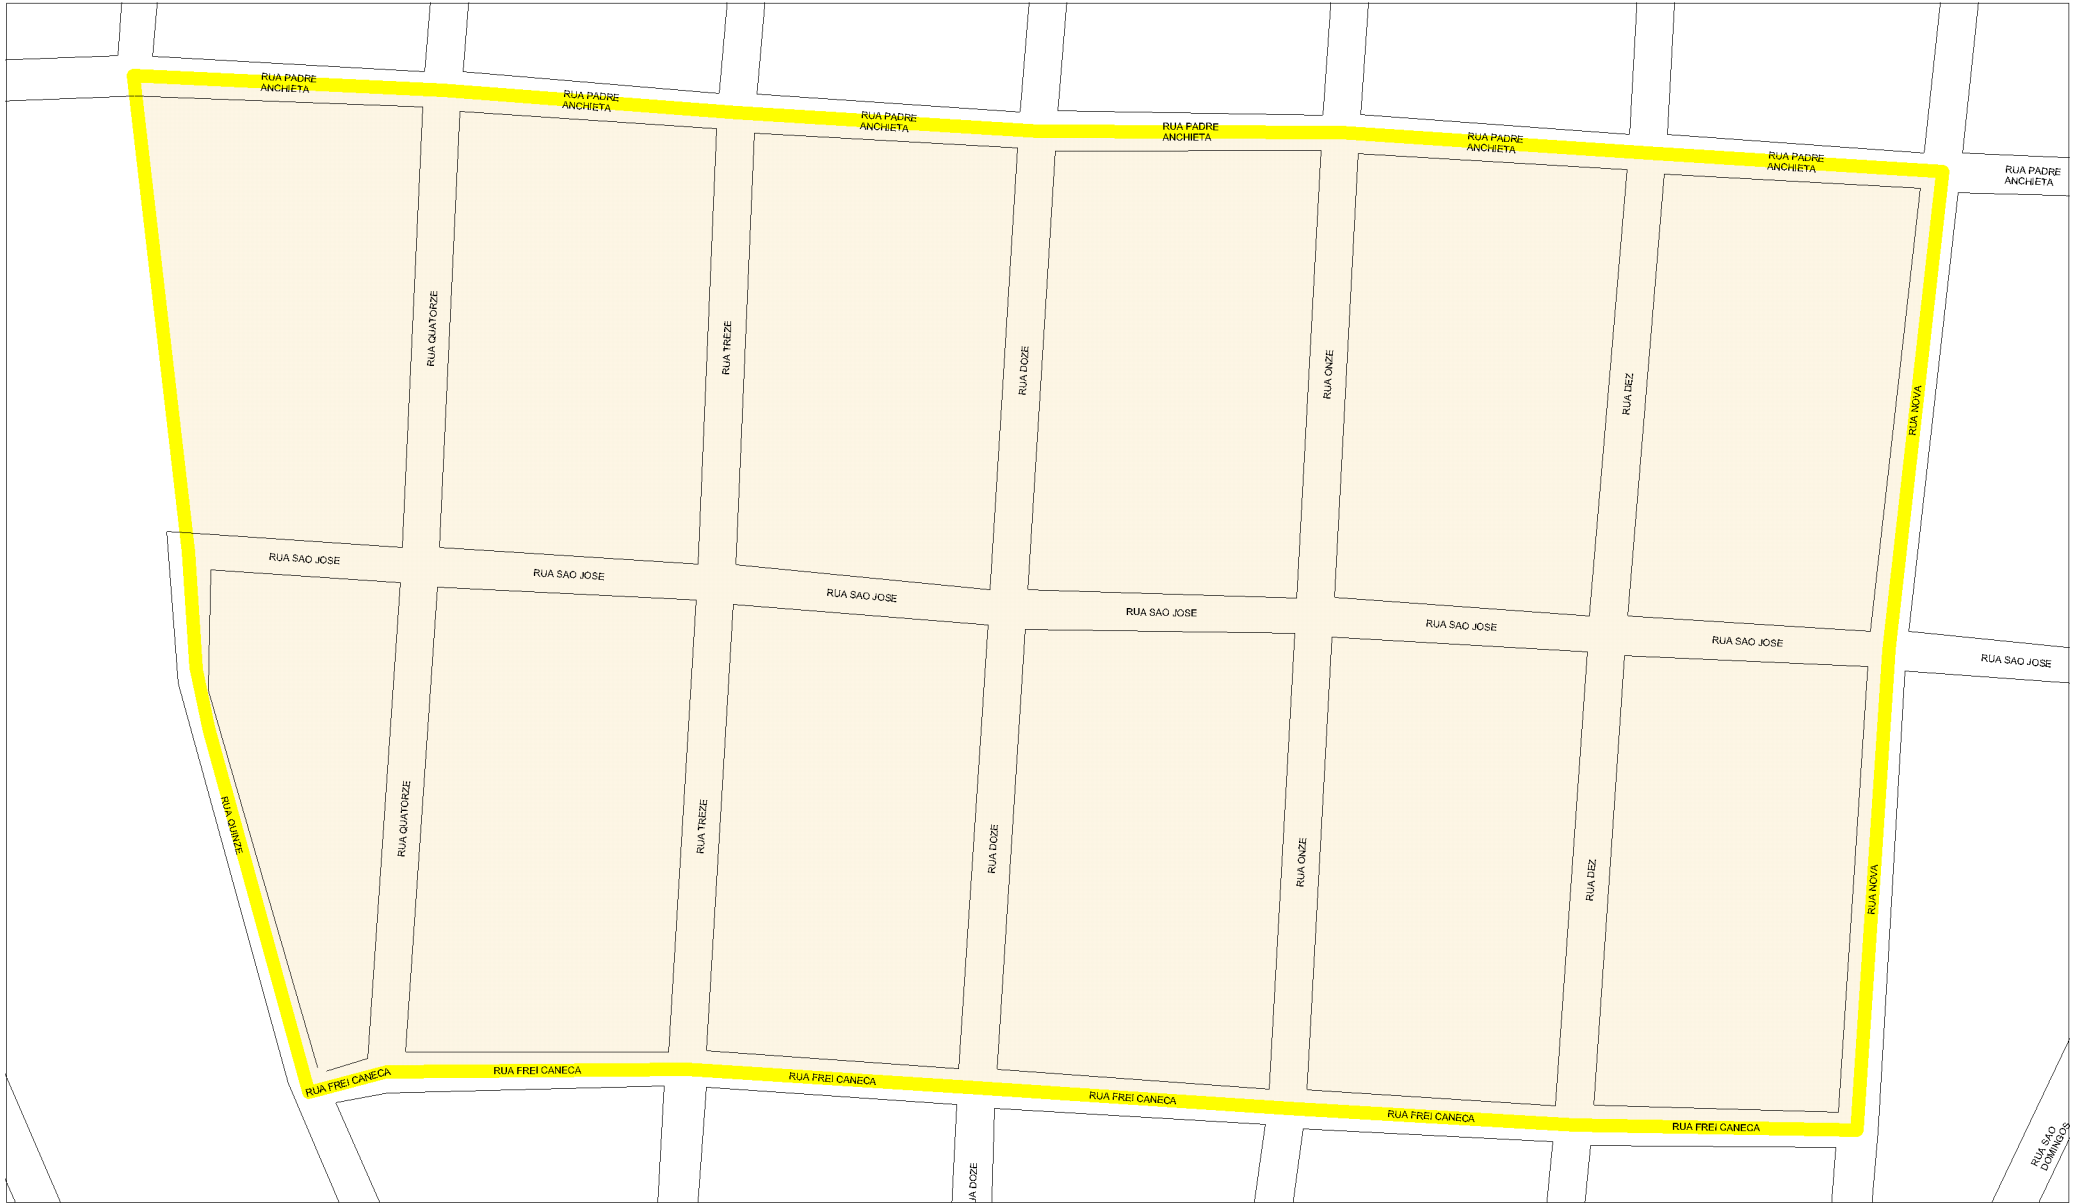 RUA PADRE
ANCHIETA
RUA PADRE
ANCHIETA
RUA PADRE
ANCHIETA
RUA PADRE
ANCHIETA
RUA PADRE
ANCHIETA
RUA PADRE
ANCHIETA
RUA PADRE
ANCHIETA
RUA QUATORZE
RUA TREZE
RUA DOZE
RUA ONZE
RUA DEZ
RUA NOVA
RUA SAO JOSE
RUA SAO JOSE
RUA SAO JOSE
RUA SAO JOSE
RUA SAO JOSE
RUA SAO JOSE
RUA SAO JOSE
RUA QUINZE
RUA QUATORZE
RUA TREZE
RUA DOZE
RUA ONZE
RUA DEZ
RUA NOVA
RUA FREI CANECA
RUA FREI CANECA
RUA FREI CANECA
RUA FREI CANECA
RUA FREI CANECA
RUA FREI CANECA
UA DOZE
RUA SAO
DOMINGOS